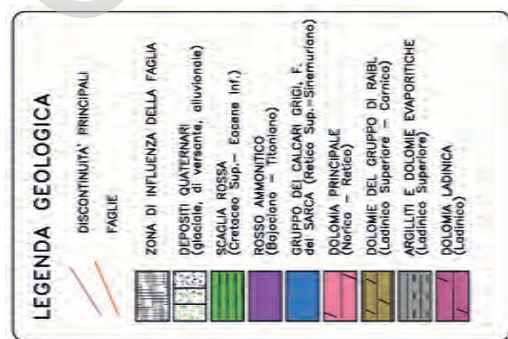 LEGENDA GEOLOGICA
DISCONTINUITA' PRINCIPALI
FAGLIE
ZONA DI INFLUENZA DELLA FAGLIA
DEPOSITI QUATERNARI
(glaciale, di versante, alluvionale)
SCAGLIA ROSSA
(Cretaceo Sup.- Eocene Inf.)
ROSSO AMMONITICO
(Bajociano - Titoniano)
GRUPPO DEI CALCARI GRIGI, F.
del SARCA (Retico Sup.-Sinemuriano)
DOLOMIA PRINCIPALE
(Norico - Retico)
DOLOMIE DEL GRUPPO DI RAIBL
(Ladinico Superiore - Carnico)
ARGILLITI E DOLOMIE EVAPORITICHE
(Ladinico Superiore)
DOLOMIA LADINICA
(Ladinico)